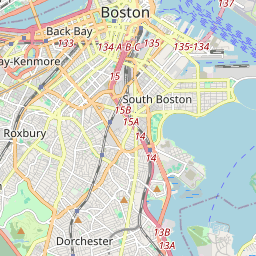 Boston
137
Back Bay
133
134 A-B-C
135
135-134
ay-Kenmore
15
South Boston
15B
15A
Roxbury
14
14
13B
Dorchester
13A